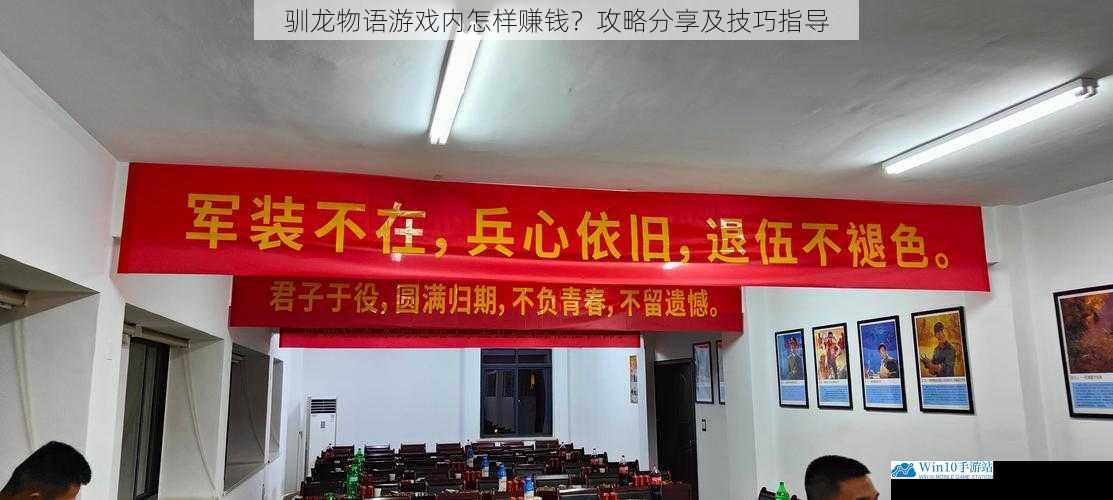 驯龙物语游戏内怎样赚钱？攻略分享及技巧指导
军装不在，兵心依旧，退伍不褪色。
君子于役，圆满归期，不负青春，不留遗憾。
Win10手游站